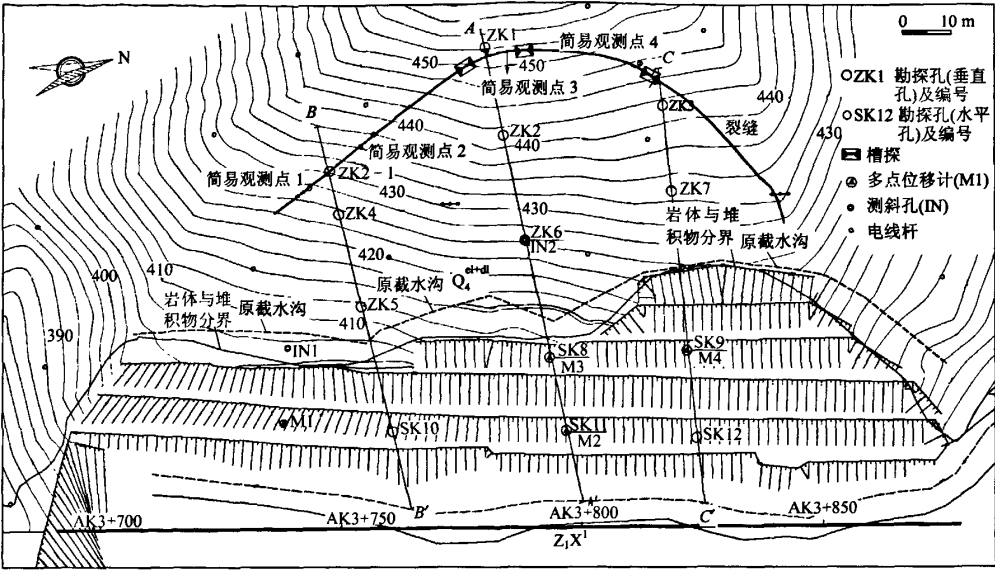 A
ZK1
简易观测点 4
C
0 10 m
N
450
450
简易观测点 3
ZK3
440
430
B
440
ZK2
440
裂缝
简易观测点 2
简易观测点 1
ZK2-1
430
ZK7
ZK4
430
岩体与堆
积物分界
原截水沟
ZK6
IN2
420
410
400
390
Q₄ᵉˡ⁺ᵈˡ
原截水沟
岩体与堆
积物分界
原截水沟
ZK5
410
IN1
SK8
M3
SK9
M4
M1
SK10
SK11
M2
SK12
B′
A′
C′
AK3+700
AK3+750
AK3+800
AK3+850
Z₁X¹
ZK1 勘探孔(垂直
孔)及编号
SK12 勘探孔(水平
孔)及编号
槽探
多点位移计(M1)
测斜孔(IN)
电线杆